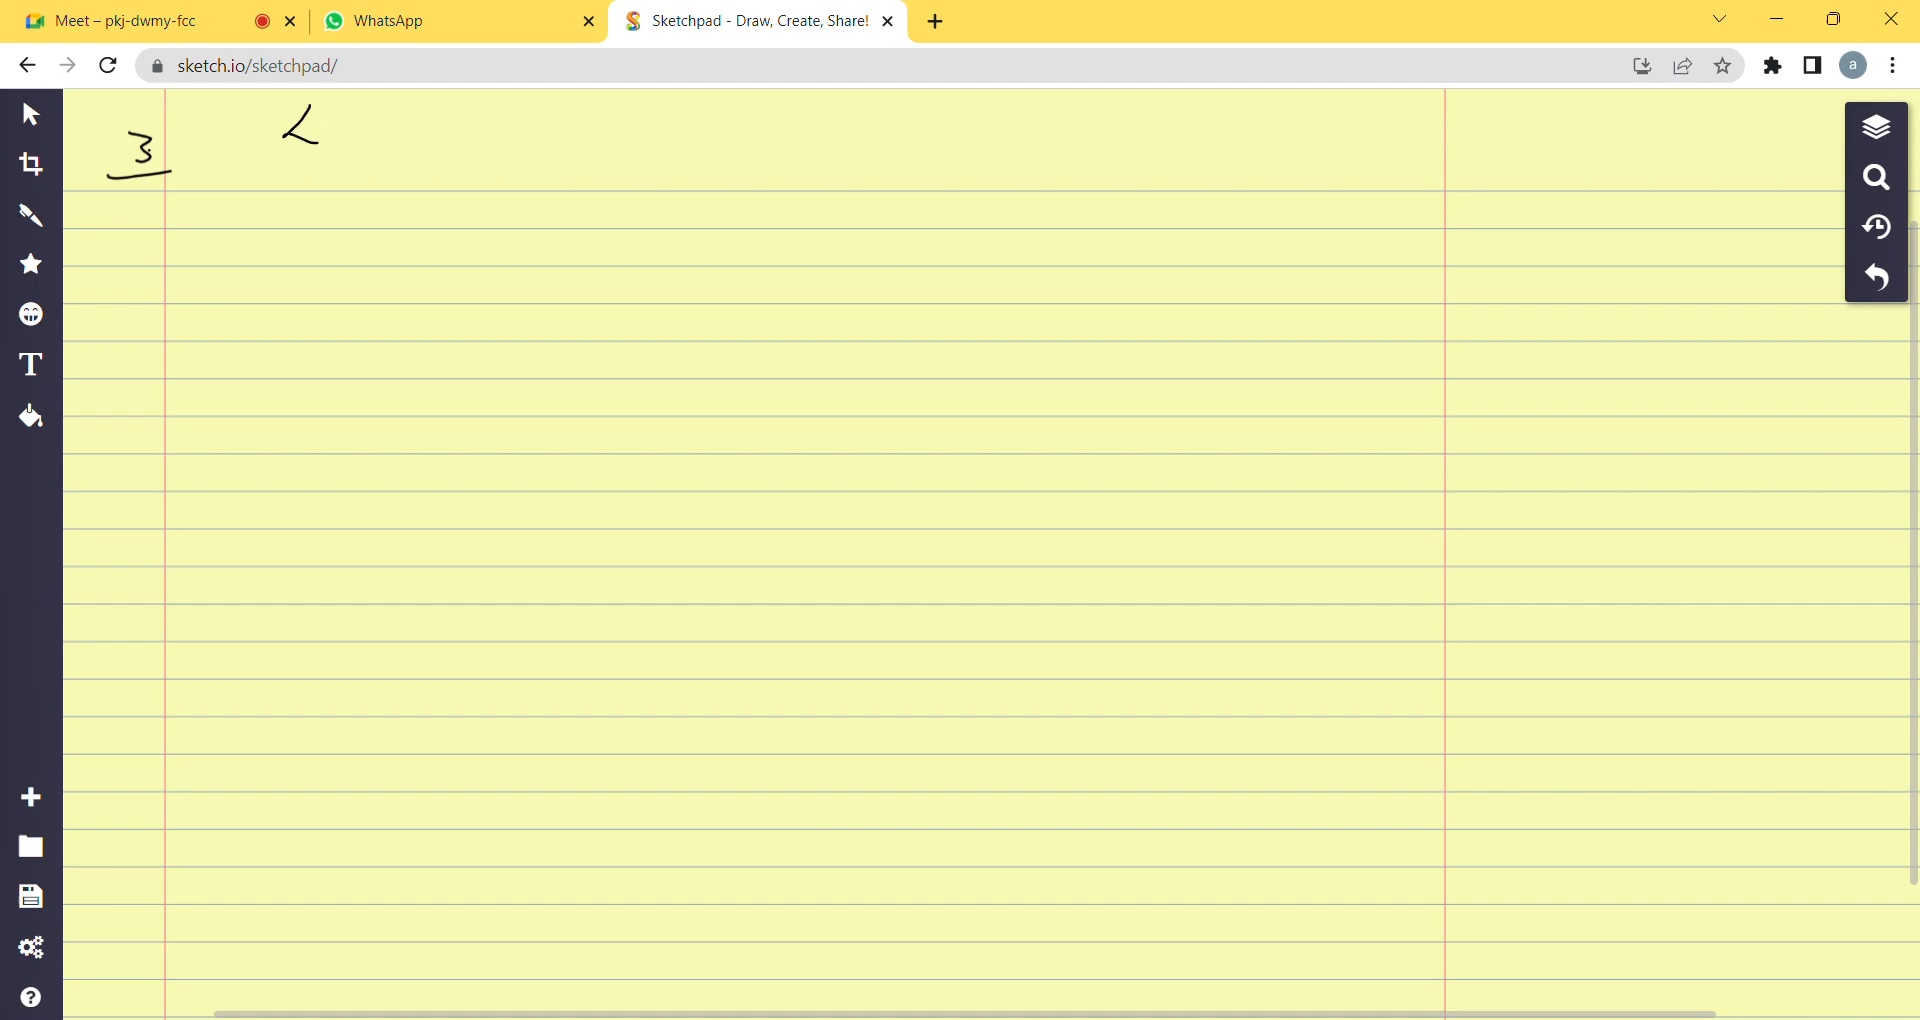 Meet – pkj-dwmy-fcc
WhatsApp
Sketchpad - Draw, Create, Share!
sketch.io/sketchpad/
a
3
T
?